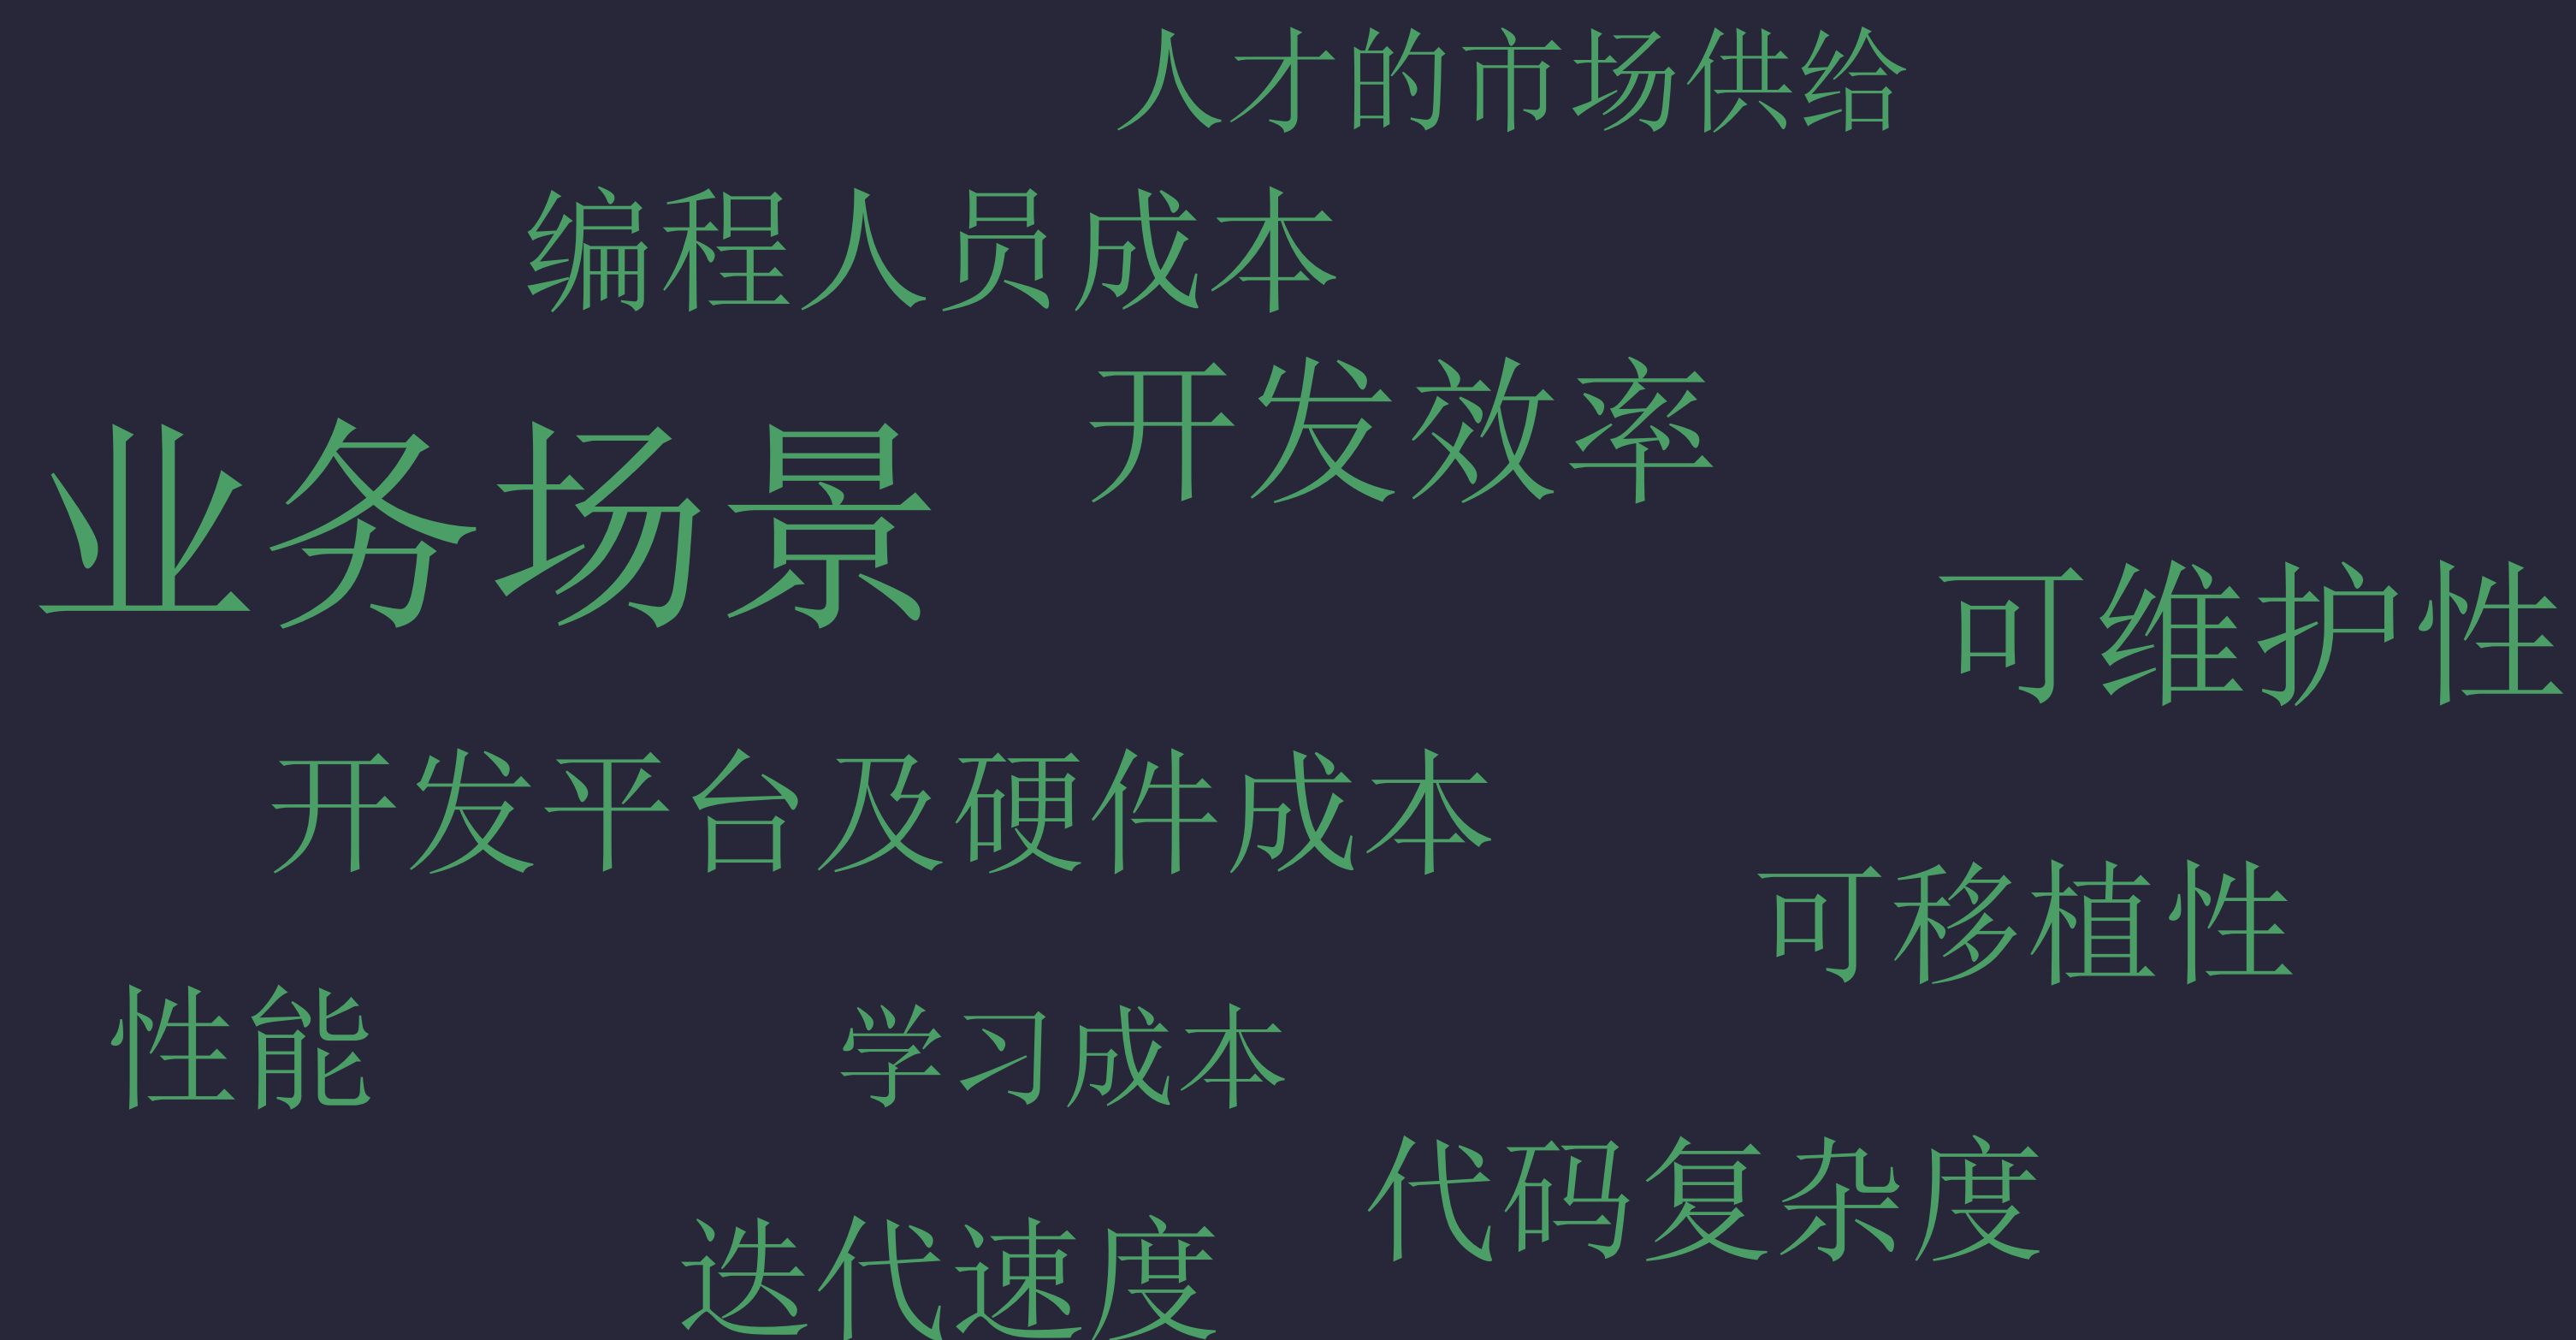 人才的市场供给
编程人员成本
开发效率
业务场景
可维护性
开发平台及硬件成本
可移植性
性能
学习成本
代码复杂度
迭代速度